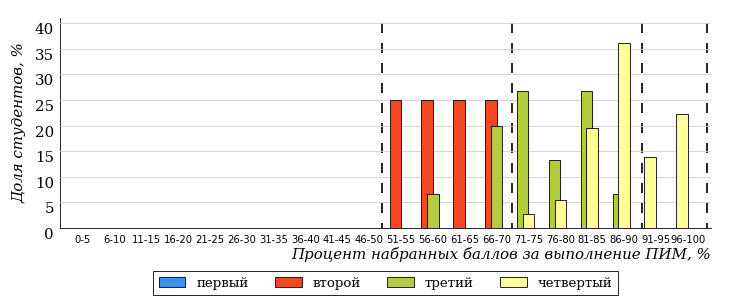 40
35
30
25
20
15
10
5
0
Доля студентов, %
0-5 6-10 11-15 16-20 21-25 26-30 31-35 36-40 41-45 46-50 51-55 56-60 61-65 66-70 71-75 76-80 81-85 86-90 91-95 96-100
Процент набранных баллов за выполнение ПИМ, %
первый второй третий четвертый